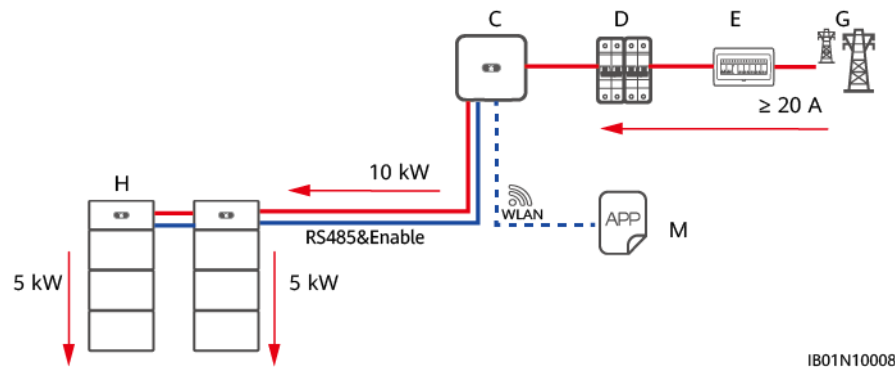 C
D
E
G
≥ 20 A
10 kW
H
WLAN
APP
M
RS485&Enable
5 kW
5 kW
IB01N10008